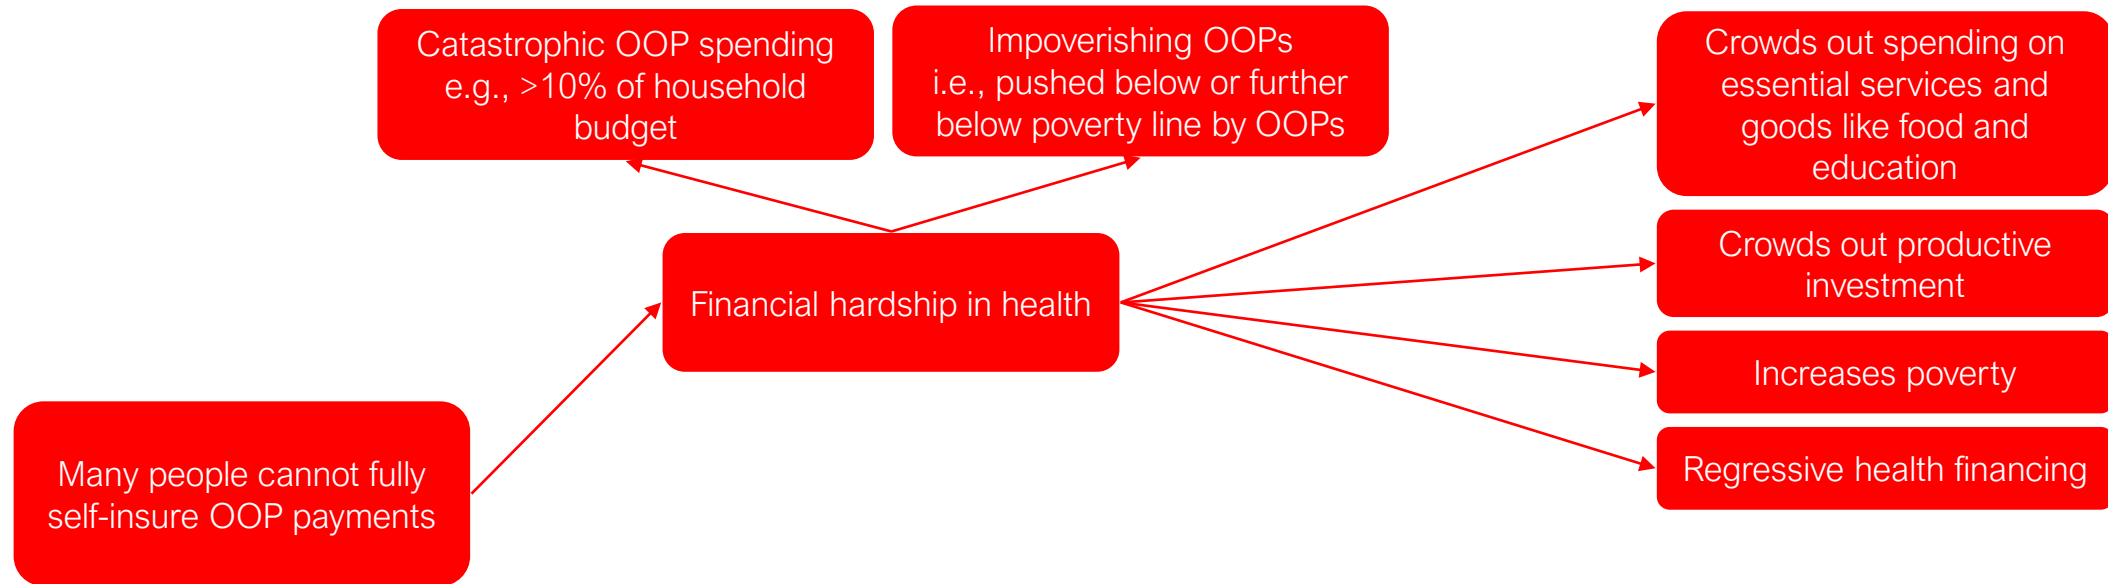 Catastrophic OOP spending
e.g., >10% of household
budget
Impoverishing OOPs
i.e., pushed below or further
below poverty line by OOPs
Crowds out spending on
essential services and
goods like food and
education
Crowds out productive
investment
Financial hardship in health
Increases poverty
Regressive health financing
Many people cannot fully
self-insure OOP payments